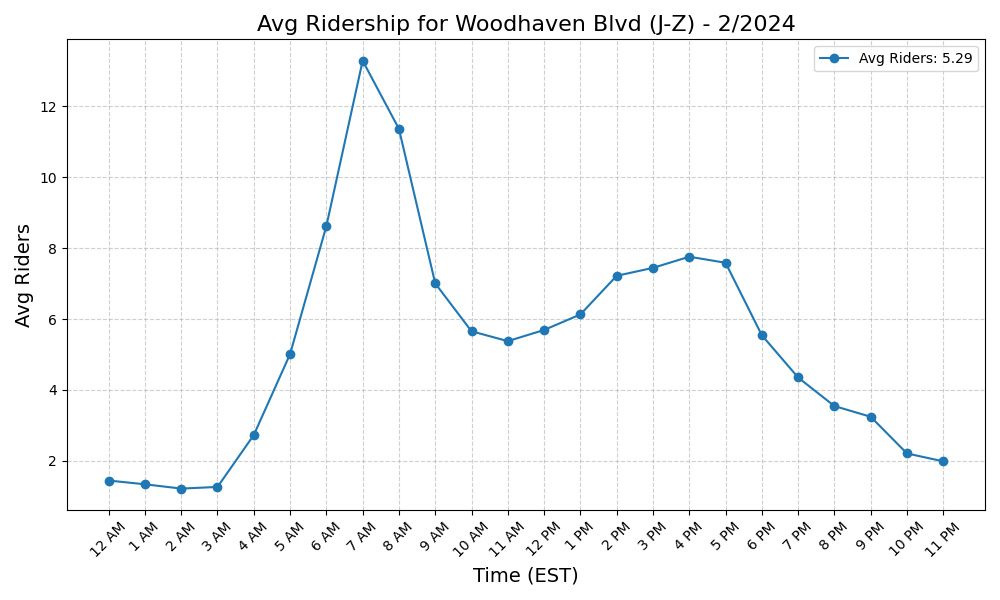 Avg Ridership for Woodhaven Blvd (J-Z) - 2/2024
Avg Riders: 5.29
Avg Riders
12
10
8
6
4
2
12 AM
1 AM
2 AM
3 AM
4 AM
5 AM
6 AM
7 AM
8 AM
9 AM
10 AM
11 AM
12 PM
1 PM
2 PM
3 PM
4 PM
5 PM
6 PM
7 PM
8 PM
9 PM
10 PM
11 PM
Time (EST)